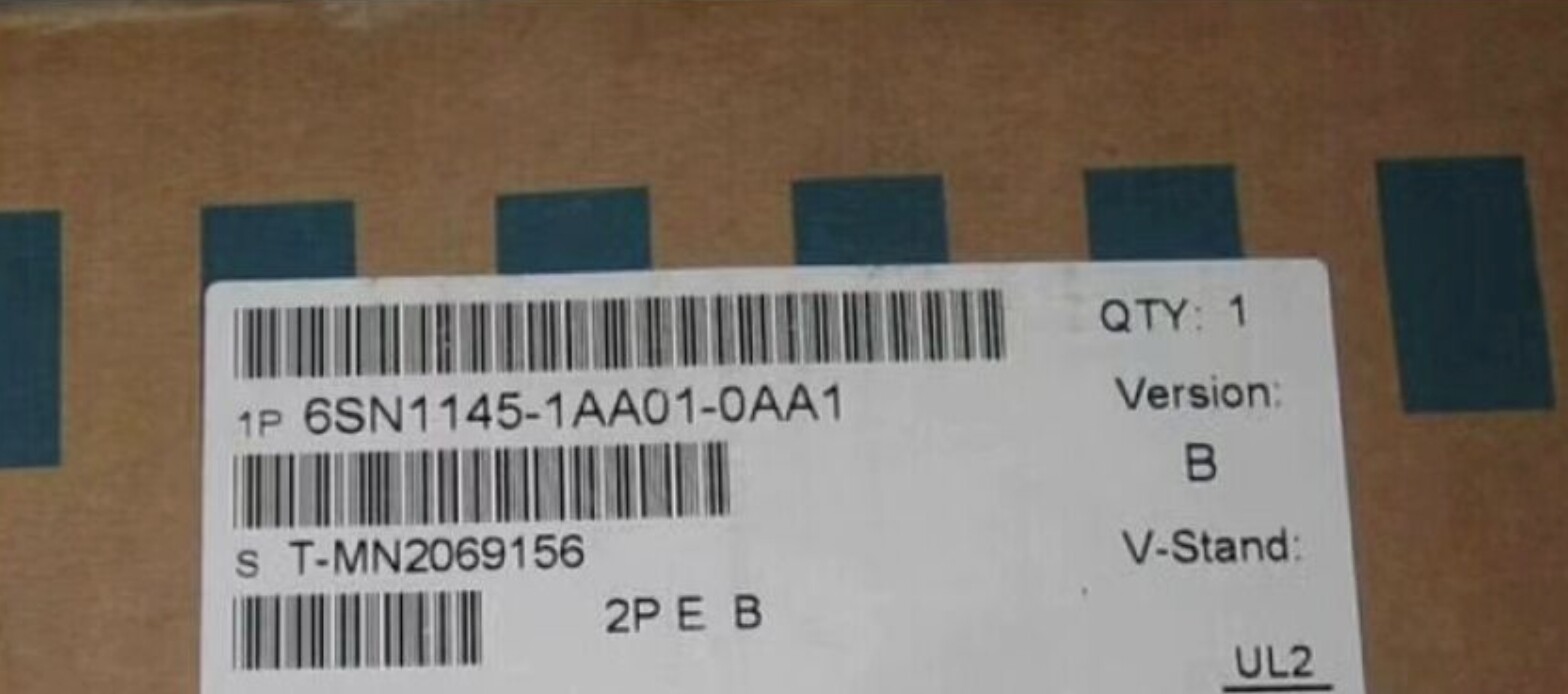 QTY: 1
1P 6SN1145-1AA01-0AA1
Version:
B
S T-MN2069156
V-Stand:
2P E B
UL2